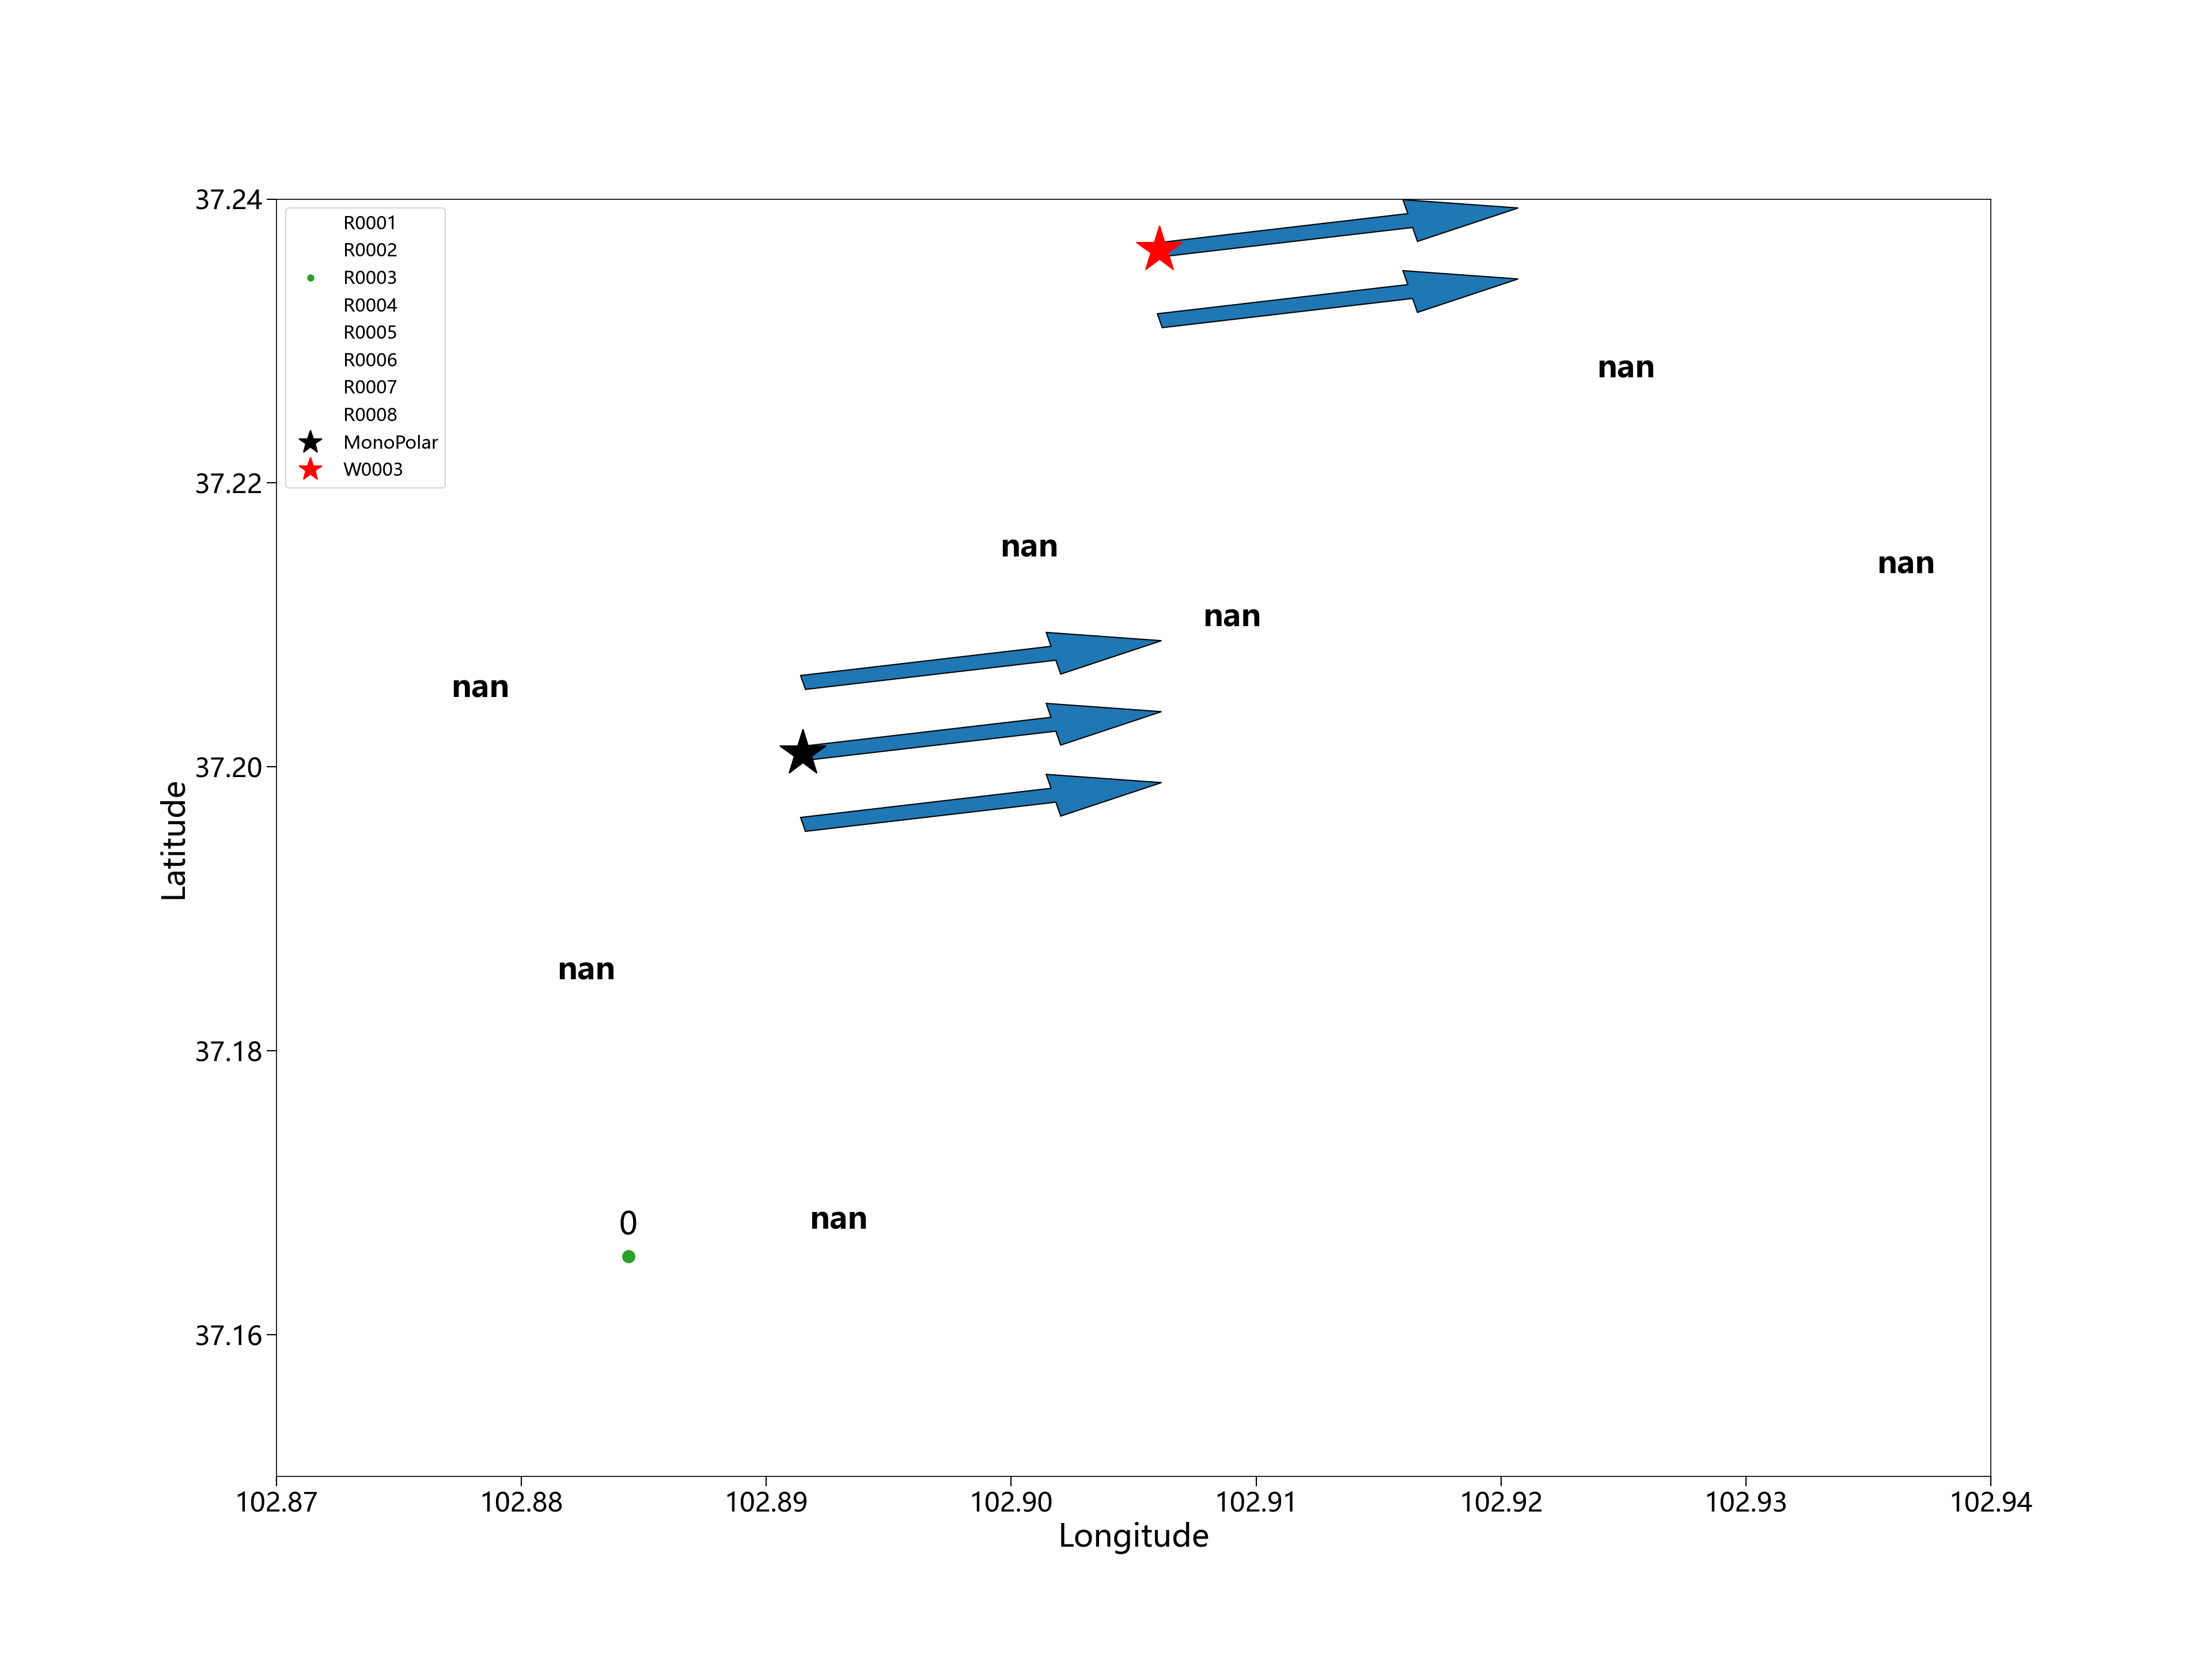 37.24
R0001
R0002
R0003
R0004
R0005
R0006
R0007
R0008
MonoPolar
W0003
nan
37.22
nan
nan
nan
nan
37.20
Latitude
nan
37.18
0
nan
37.16
102.87 102.88 102.89 102.90 102.91 102.92 102.93 102.94
Longitude